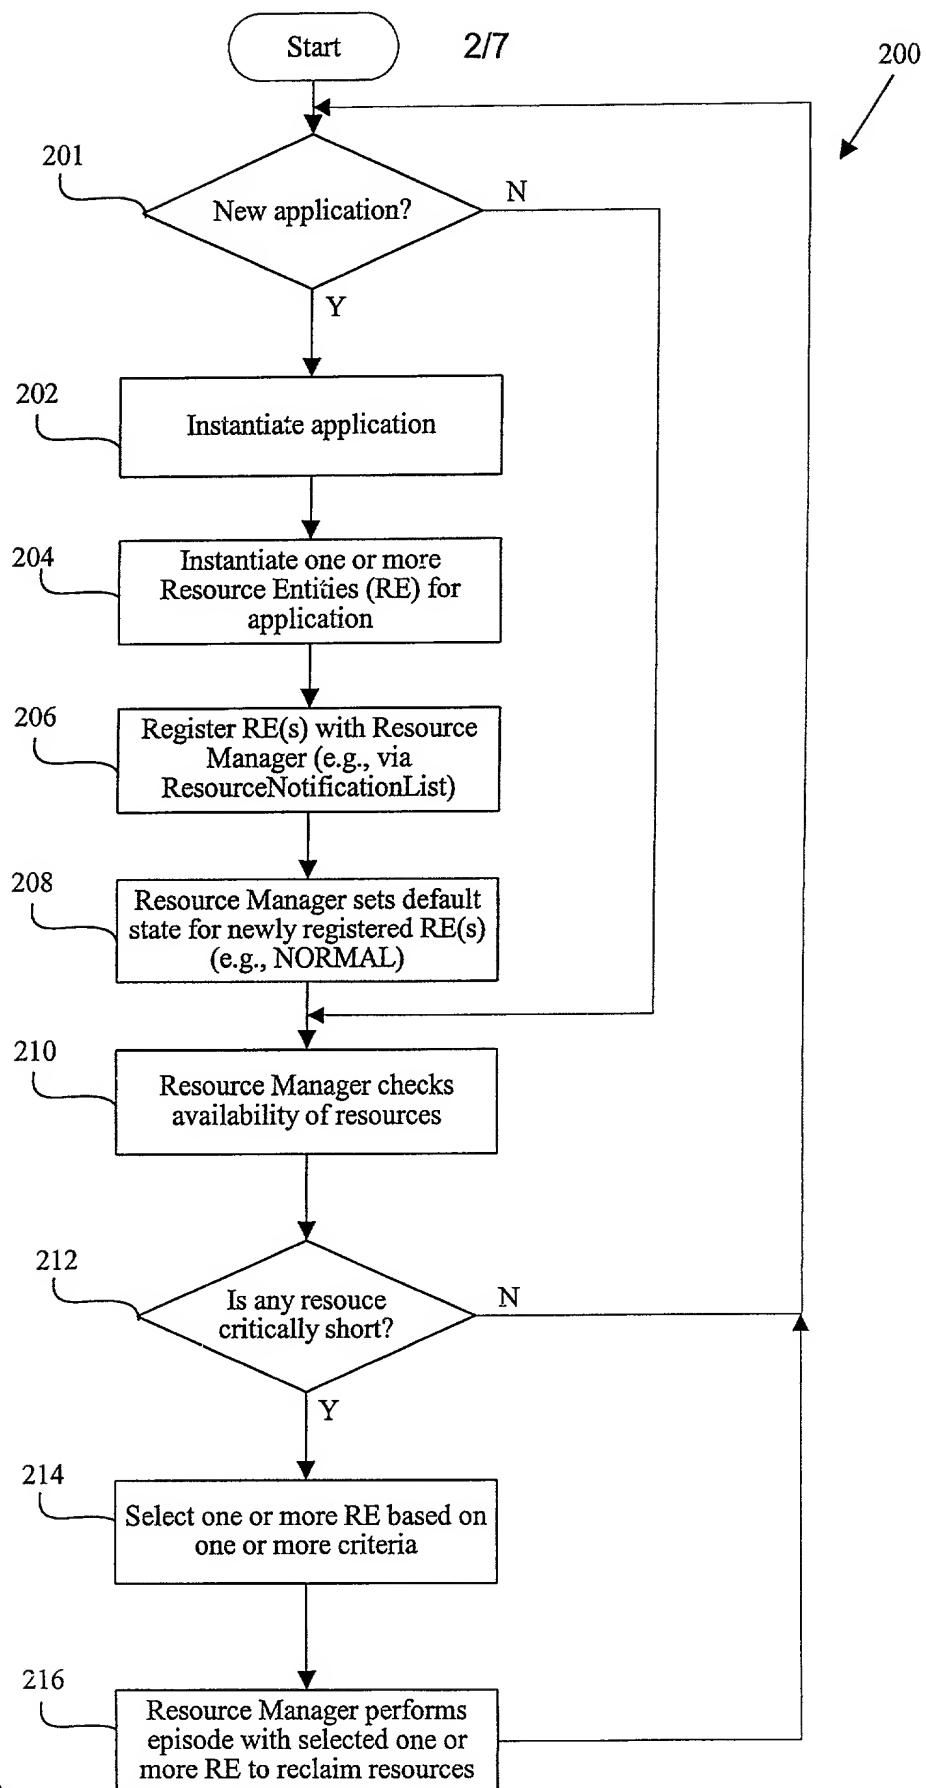 Start
2/7
200
201
New application?
N
Y
202
Instantiate application
204
Instantiate one or more
Resource Entities (RE) for
application
206
Register RE(s) with Resource
Manager (e.g., via
ResourceNotificationList)
208
Resource Manager sets default
state for newly registered RE(s)
(e.g., NORMAL)
210
Resource Manager checks
availability of resources
212
Is any resouce
critically short?
N
Y
214
Select one or more RE based on
one or more criteria
216
Resource Manager performs
episode with selected one or
more RE to reclaim resources